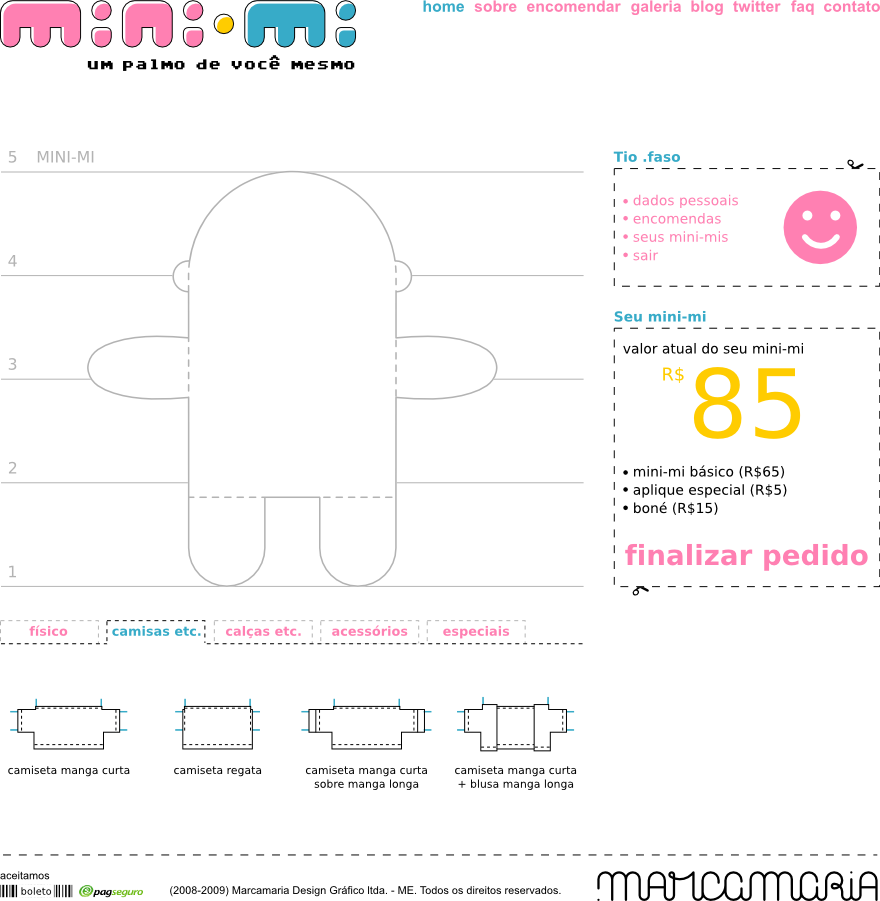 mini·mi
um palmo de você mesmo
home sobre encomendar galeria blog twitter faq contato
5 MINI-MI
4
3
2
1
Tio .faso
• dados pessoais
• encomendas
• seus mini-mis
• sair
Seu mini-mi
valor atual do seu mini-mi
R$ 85
• mini-mi básico (R$65)
• aplique especial (R$5)
• boné (R$15)
finalizar pedido
físico camisas etc. calças etc. acessórios especiais
camiseta manga curta
camiseta regata
camiseta manga curta
sobre manga longa
camiseta manga curta
+ blusa manga longa
aceitamos
boleto pagseguro
(2008-2009) Marcamaria Design Gráfico ltda. - ME. Todos os direitos reservados.
marcamaria